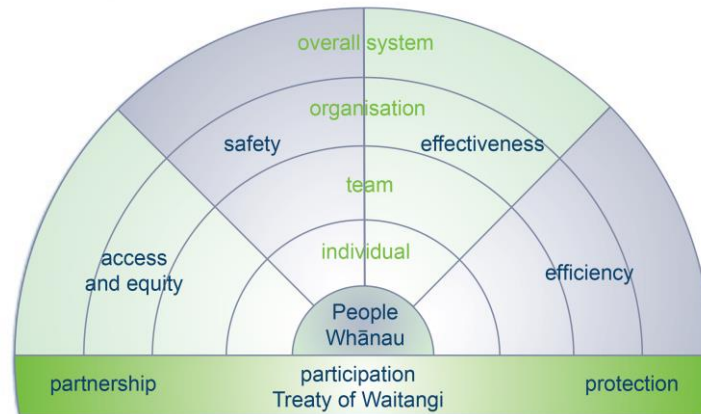 overall system
organisation
safety
effectiveness
team
individual
access
and equity
efficiency
People
Whānau
partnership
participation
protection
Treaty of Waitangi